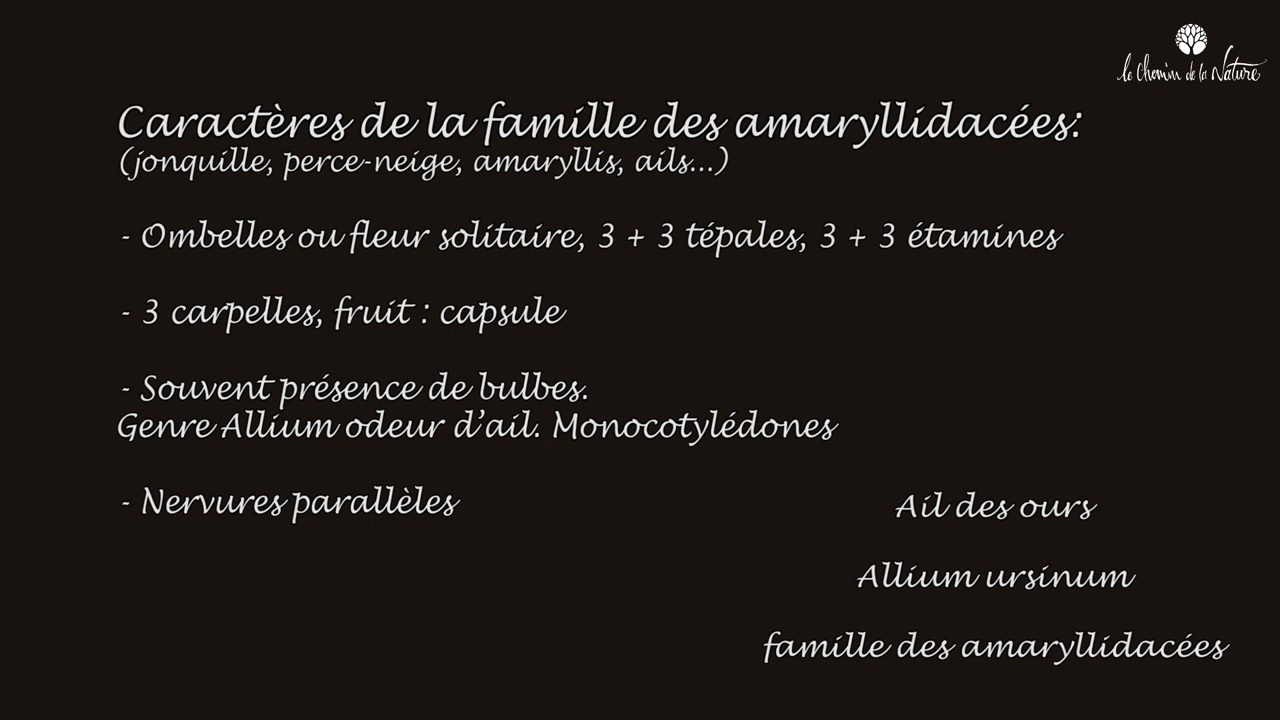 le Chemin de la Nature
Caractères de la famille des amaryllidacées:
(jonquille, perce-neige, amaryllis, ails...)
- Ombelles ou fleur solitaire, 3 + 3 tépales, 3 + 3 étamines
- 3 carpelles, fruit : capsule
- Souvent présence de bulbes.
Genre Allium odeur d’ail. Monocotylédones
- Nervures parallèles
Ail des ours
Allium ursinum
famille des amaryllidacées